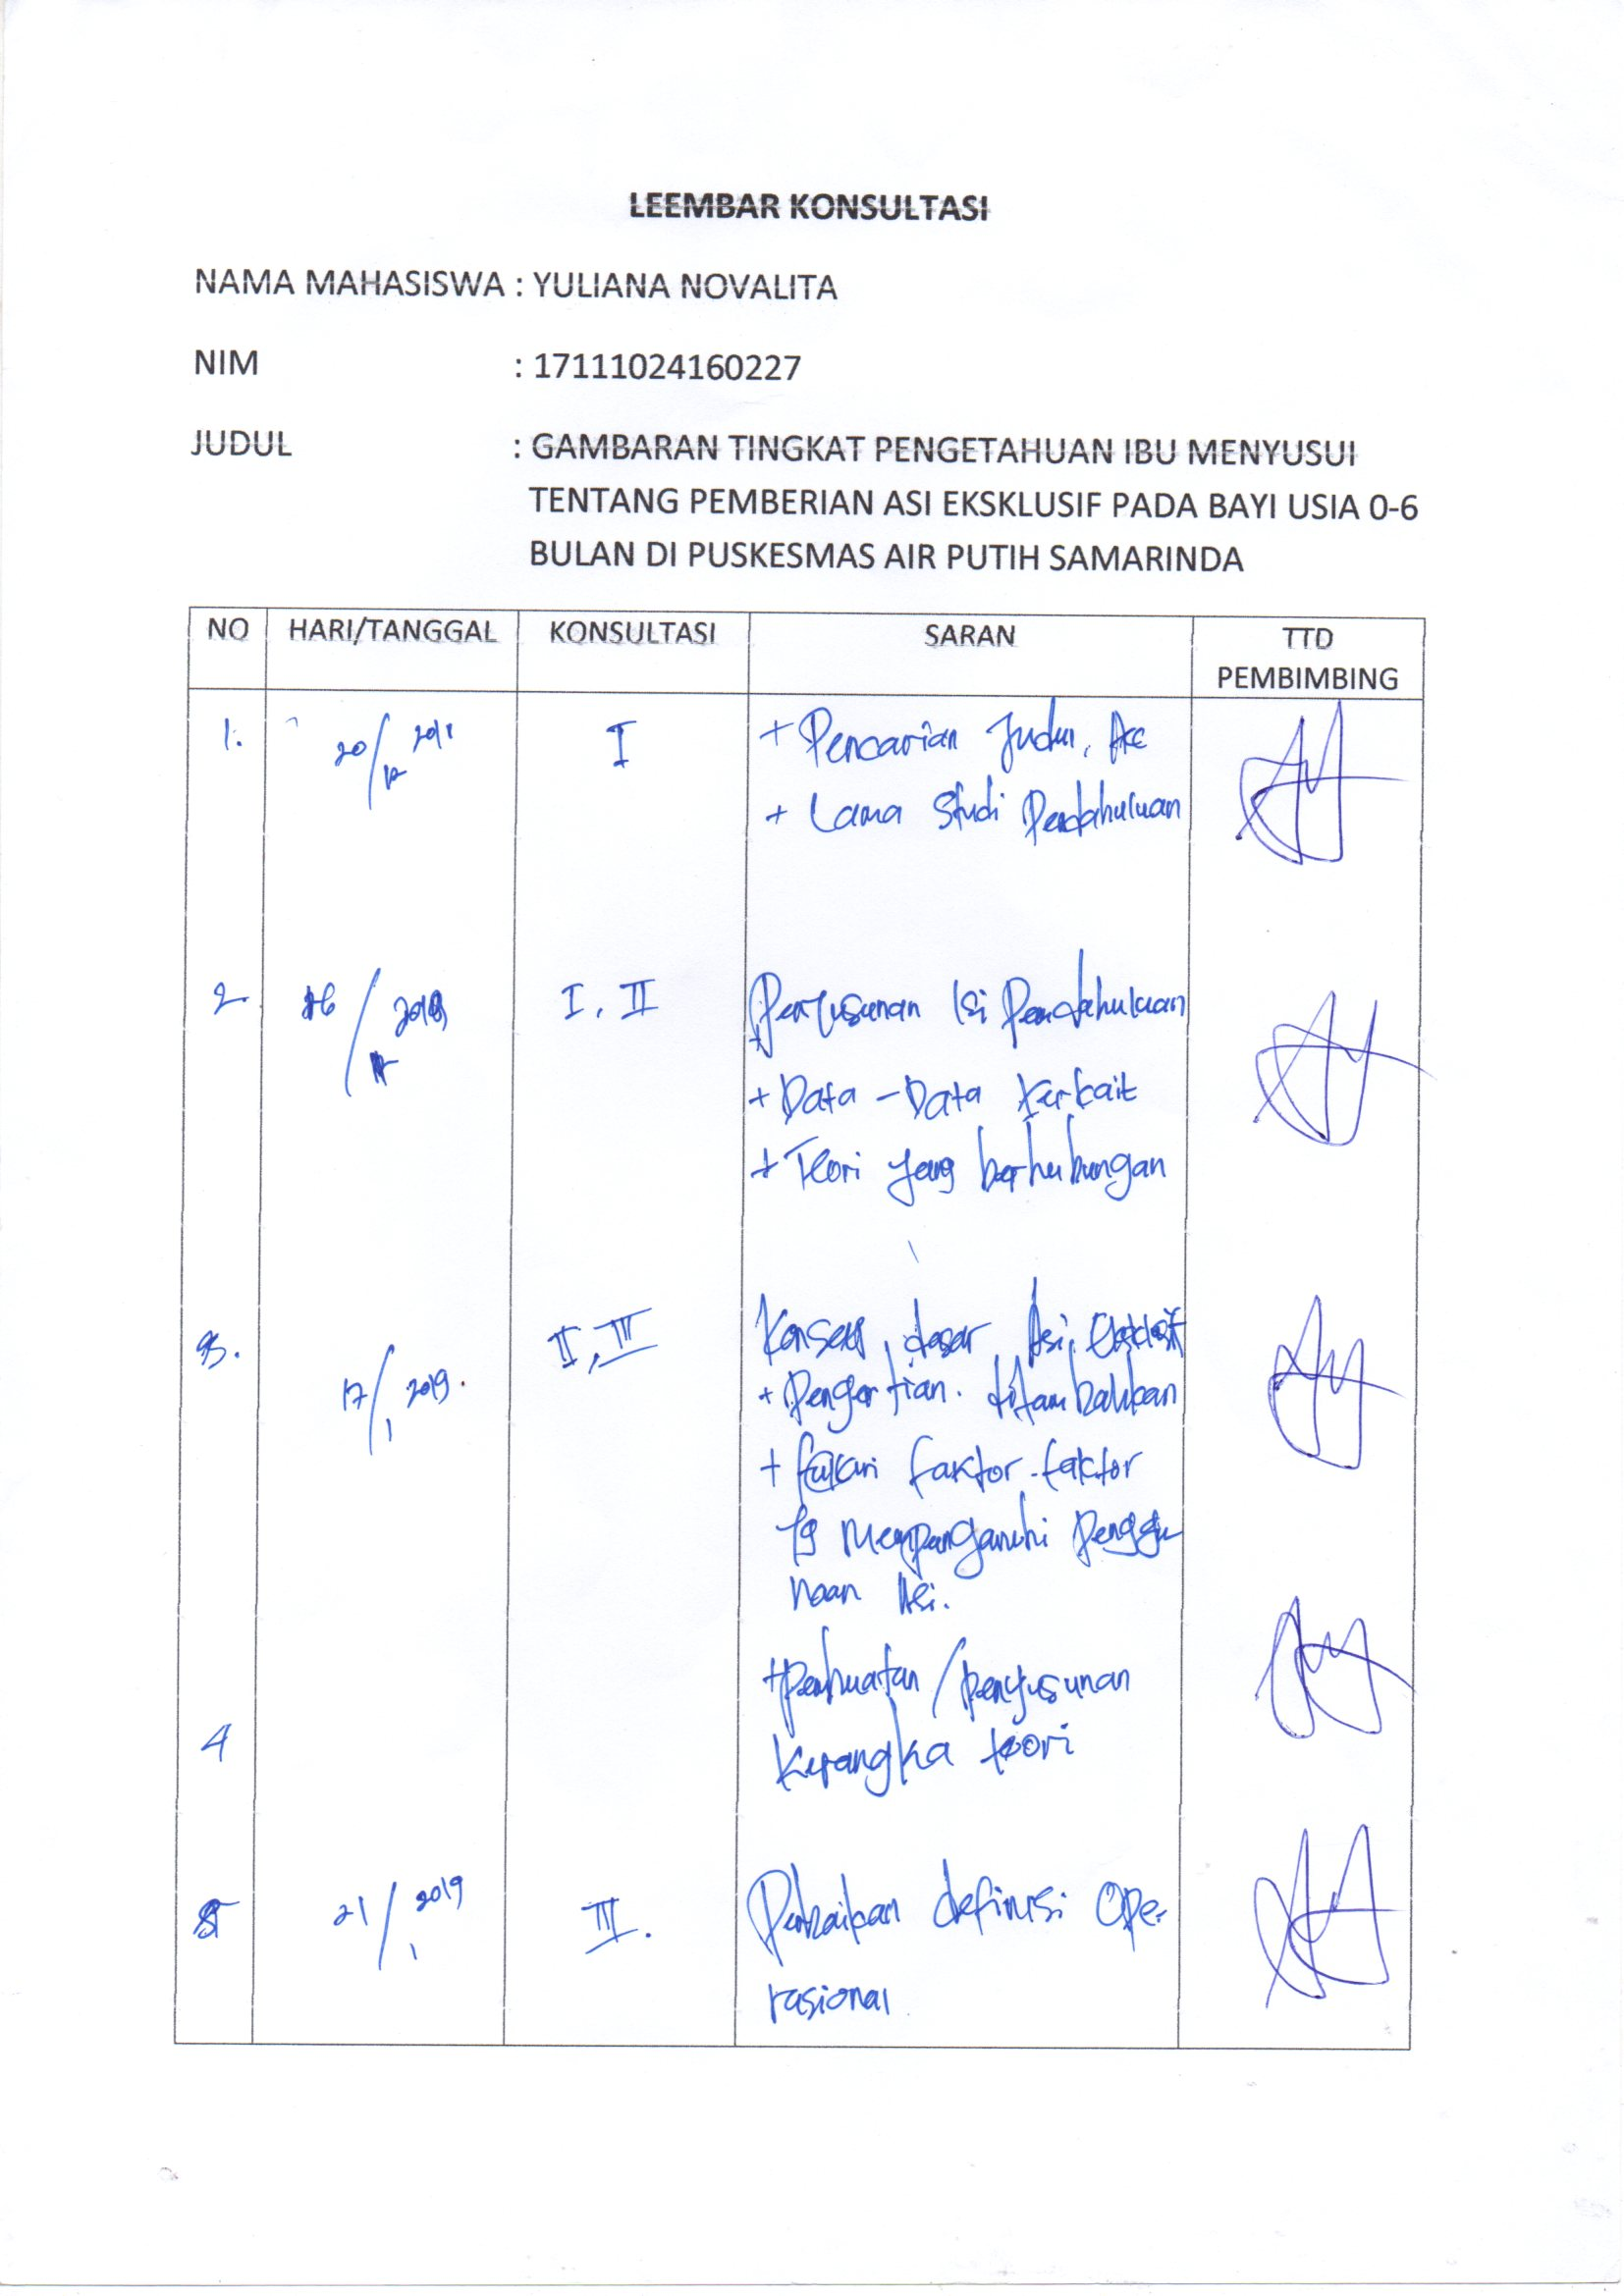 LEEMBAR KONSULTASI
NAMA MAHASISWA : YULIANA NOVALITA
NIM : 17111024160227
JUDUL : GAMBARAN TINGKAT PENGETAHUAN IBU MENYUSUI
TENTANG PEMBERIAN ASI EKSKLUSIF PADA BAYI USIA 0-6
BULAN DI PUSKESMAS AIR PUTIH SAMARINDA
NO HARI/TANGGAL KONSULTASI SARAN TTD
PEMBIMBING
1. 20/12 I + Pencarian Judul, Acc
+ Lama Studi Pendahuluan
2. 2018 I, II Penyusunan Isi Pendahuluan
+ Data - Data terkait
+ Teori yang berhubungan
3. 17/1 2019. II, III Konsep dasar Asi Eksklusif
+ Pengertian. ditambahkan
+ faktor-faktor
yg mempengaruhi penggu
naan Asi.
+ pembuatan / penyusunan
4 kerangka teori
5 21/1 2019 III. Perbaikan definisi Ope-
rasional